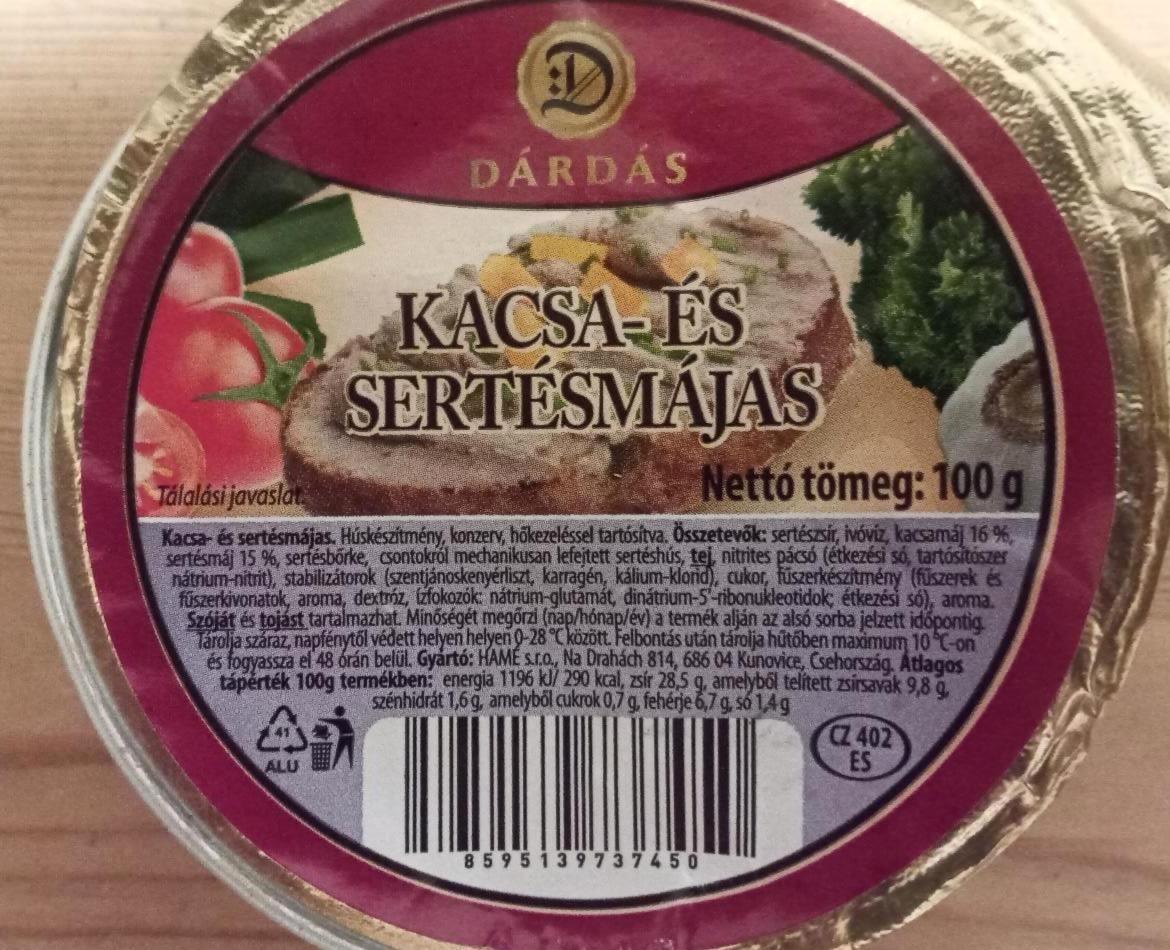 DÁRDÁS
KACSA- ÉS
SERTÉSMÁJAS
Tálalási javaslat.
Nettó tömeg: 100 g
Kacsa- és sertésmájas. Húskészítmény, konzerv, hőkezeléssel tartósítva. Összetevők: sertészsír, ivóvíz, kacsamáj 16 %,
sertésmáj 15 %, sertésbőrke, csontokról mechanikusan lefejtett sertéshús, tej, nitrites pácsó (étkezési só, tartósítószer
nátrium-nitrit), stabilizátorok (szentjánoskenyérliszt, karragén, kálium-klorid), cukor, fűszerkészítmény (fűszerek és
fűszerkivonatok, aroma, dextróz, ízfokozók: nátrium-glutamát, dinátrium-5'-ribonukleotidok; étkezési só), aroma.
Szóját és tojást tartalmazhat. Minőségét megőrzi (nap/hónap/év) a termék alján az alsó sorba jelzett időpontig.
Tárolja száraz, napfénytől védett helyen helyen 0-28 °C között. Felbontás után tárolja hűtőben maximum 10 °C-on
és fogyassza el 48 órán belül. Gyártó: HAMÉ s.r.o., Na Drahách 814, 686 04 Kunovice, Csehország. Átlagos
tápérték 100g termékben: energia 1196 kJ/ 290 kcal, zsír 28,5 g, amelyből telített zsírsavak 9,8 g,
szénhidrát 1,6 g, amelyből cukrok 0,7 g, fehérje 6,7 g, só 1,4 g
41
ALU
CZ 402
ES
8595139737450